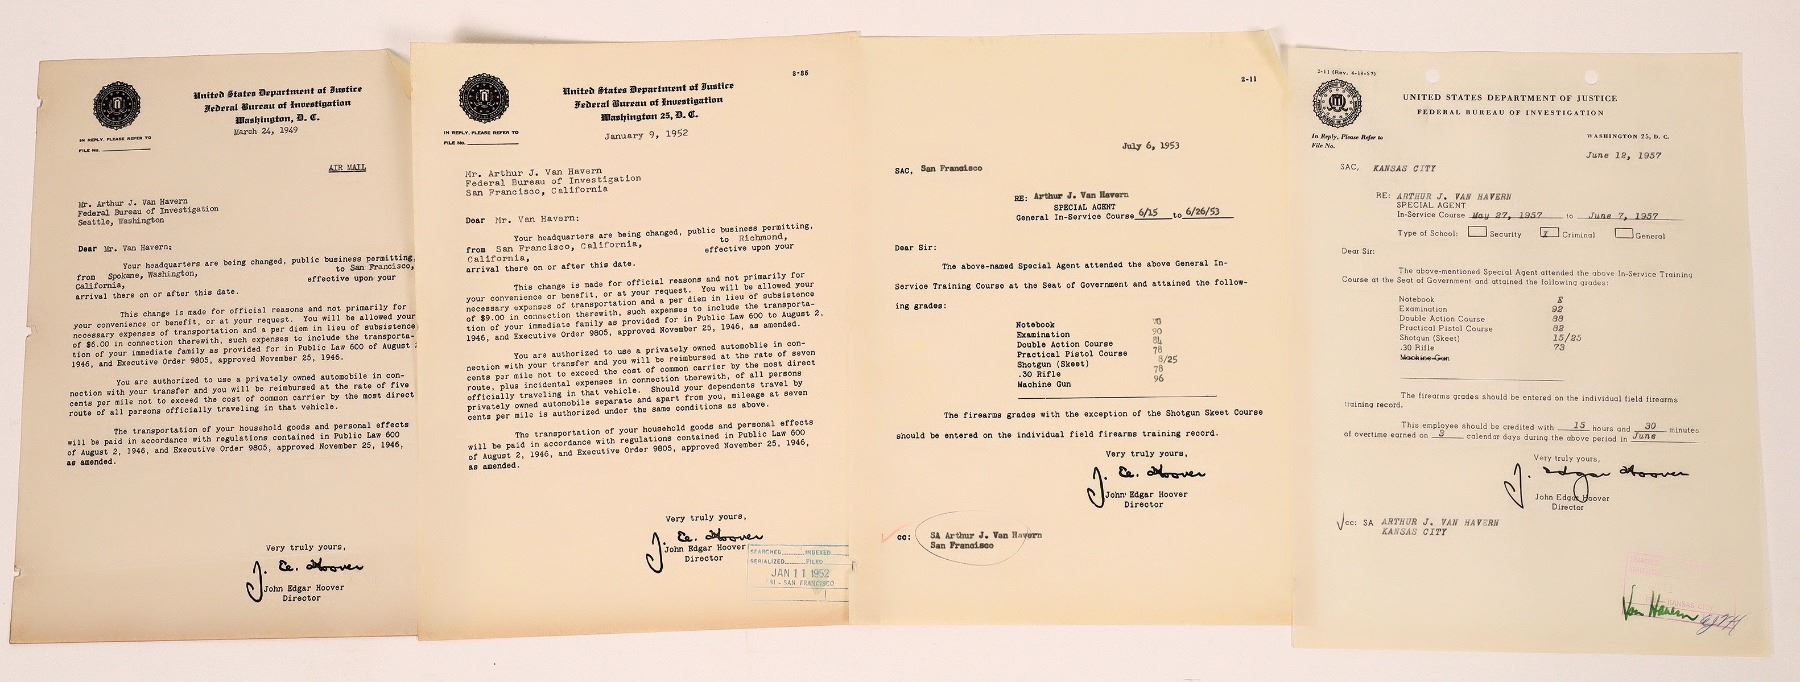 United States Department of Justice
Federal Bureau of Investigation
Washington, D. C.
IN REPLY, PLEASE REFER TO
FILE No.
March 24, 1949
AIR MAIL
Mr. Arthur J. Van Havern
Federal Bureau of Investigation
Seattle, Washington
Dear Mr. Van Havern:
Your headquarters are being changed, public business permitting,
from Spokane, Washington, to San Francisco,
California, effective upon your
arrival there on or after this date.
This change is made for official reasons and not primarily for
your convenience or benefit, or at your request. You will be allowed your
necessary expenses of transportation and a per diem in lieu of subsistence
of $6.00 in connection therewith, such expenses to include the transporta-
tion of your immediate family as provided for in Public Law 600 of August 2
1946, and Executive Order 9805, approved November 25, 1946.
You are authorized to use a privately owned automobile in con-
nection with your transfer and you will be reimbursed at the rate of five
cents per mile not to exceed the cost of common carrier by the most direct
route of all persons officially traveling in that vehicle.
The transportation of your household goods and personal effects
will be paid in accordance with regulations contained in Public Law 600
of August 2, 1946, and Executive Order 9805, approved November 25, 1946,
as amended.
Very truly yours,
J. E. Hoover
John Edgar Hoover
Director
3-86
United States Department of Justice
Federal Bureau of Investigation
Washington 25, D. C.
IN REPLY, PLEASE REFER TO
FILE No.
January 9, 1952
Mr. Arthur J. Van Havern
Federal Bureau of Investigation
San Francisco, California
Dear Mr. Van Havern:
Your headquarters are being changed, public business permitting,
from San Francisco, California, to Richmond,
California, effective upon your
arrival there on or after this date.
This change is made for official reasons and not primarily for
your convenience or benefit, or at your request. You will be allowed your
necessary expenses of transportation and a per diem in lieu of subsistence
of $9.00 in connection therewith, such expenses to include the transporta-
tion of your immediate family as provided for in Public Law 600 to August 2,
1946, and Executive Order 9805, approved November 25, 1946, as amended.
You are authorized to use a privately owned automobile in con-
nection with your transfer and you will be reimbursed at the rate of seven
cents per mile not to exceed the cost of common carrier by the most direct
route, plus incidental expenses in connection therewith, of all persons
officially traveling in that vehicle. Should your dependents travel by
privately owned automobile separate and apart from you, mileage at seven
cents per mile is authorized under the same conditions as above.
The transportation of your household goods and personal effects
will be paid in accordance with regulations contained in Public Law 600
of August 2, 1946, and Executive Order 9805, approved November 25, 1946,
as amended.
Very truly yours,
J. E. Hoover
John Edgar Hoover
Director
SEARCHED INDEXED
SERIALIZED FILED
JAN 11 1952
SAN FRANCISCO
2-11
July 6, 1953
SAC, San Francisco
RE: Arthur J. Van Havern
SPECIAL AGENT
General In-Service Course 6/15 to 6/26/53
Dear Sir:
The above-named Special Agent attended the above General In-
Service Training Course at the Seat of Government and attained the follow-
ing grades:
Notebook
Examination 90
Double Action Course 84
Practical Pistol Course 78
Shotgun (Skeet) 8/25
.30 Rifle 78
Machine Gun 96
The firearms grades with the exception of the Shotgun Skeet Course
should be entered on the individual field firearms training record.
Very truly yours,
J. E. Hoover
John Edgar Hoover
Director
cc: SA Arthur J. Van Havern
San Francisco
2-11 (Rev. 4-18-57)
UNITED STATES DEPARTMENT OF JUSTICE
FEDERAL BUREAU OF INVESTIGATION
In Reply, Please Refer to
File No.
WASHINGTON 25, D. C.
June 12, 1957
SAC, KANSAS CITY
RE: ARTHUR J. VAN HAVERN
SPECIAL AGENT
In-Service Course May 27, 1957 to June 7, 1957
Type of School: Security X Criminal General
Dear Sir:
The above-mentioned Special Agent attended the above In-Service Training
Course at the Seat of Government and attained the following grades:
Notebook E
Examination 92
Double Action Course 88
Practical Pistol Course 82
Shotgun (Skeet) 15/25
.30 Rifle 73
Machine Gun
The firearms grades should be entered on the individual field firearms
training record.
This employee should be credited with 15 hours and 30 minutes
of overtime earned on 3 calendar days during the above period in June
Very truly yours,
J. Edgar Hoover
John Edgar Hoover
Director
cc: SA ARTHUR J. VAN HAVERN
KANSAS CITY
KANSAS CITY
Van Havern